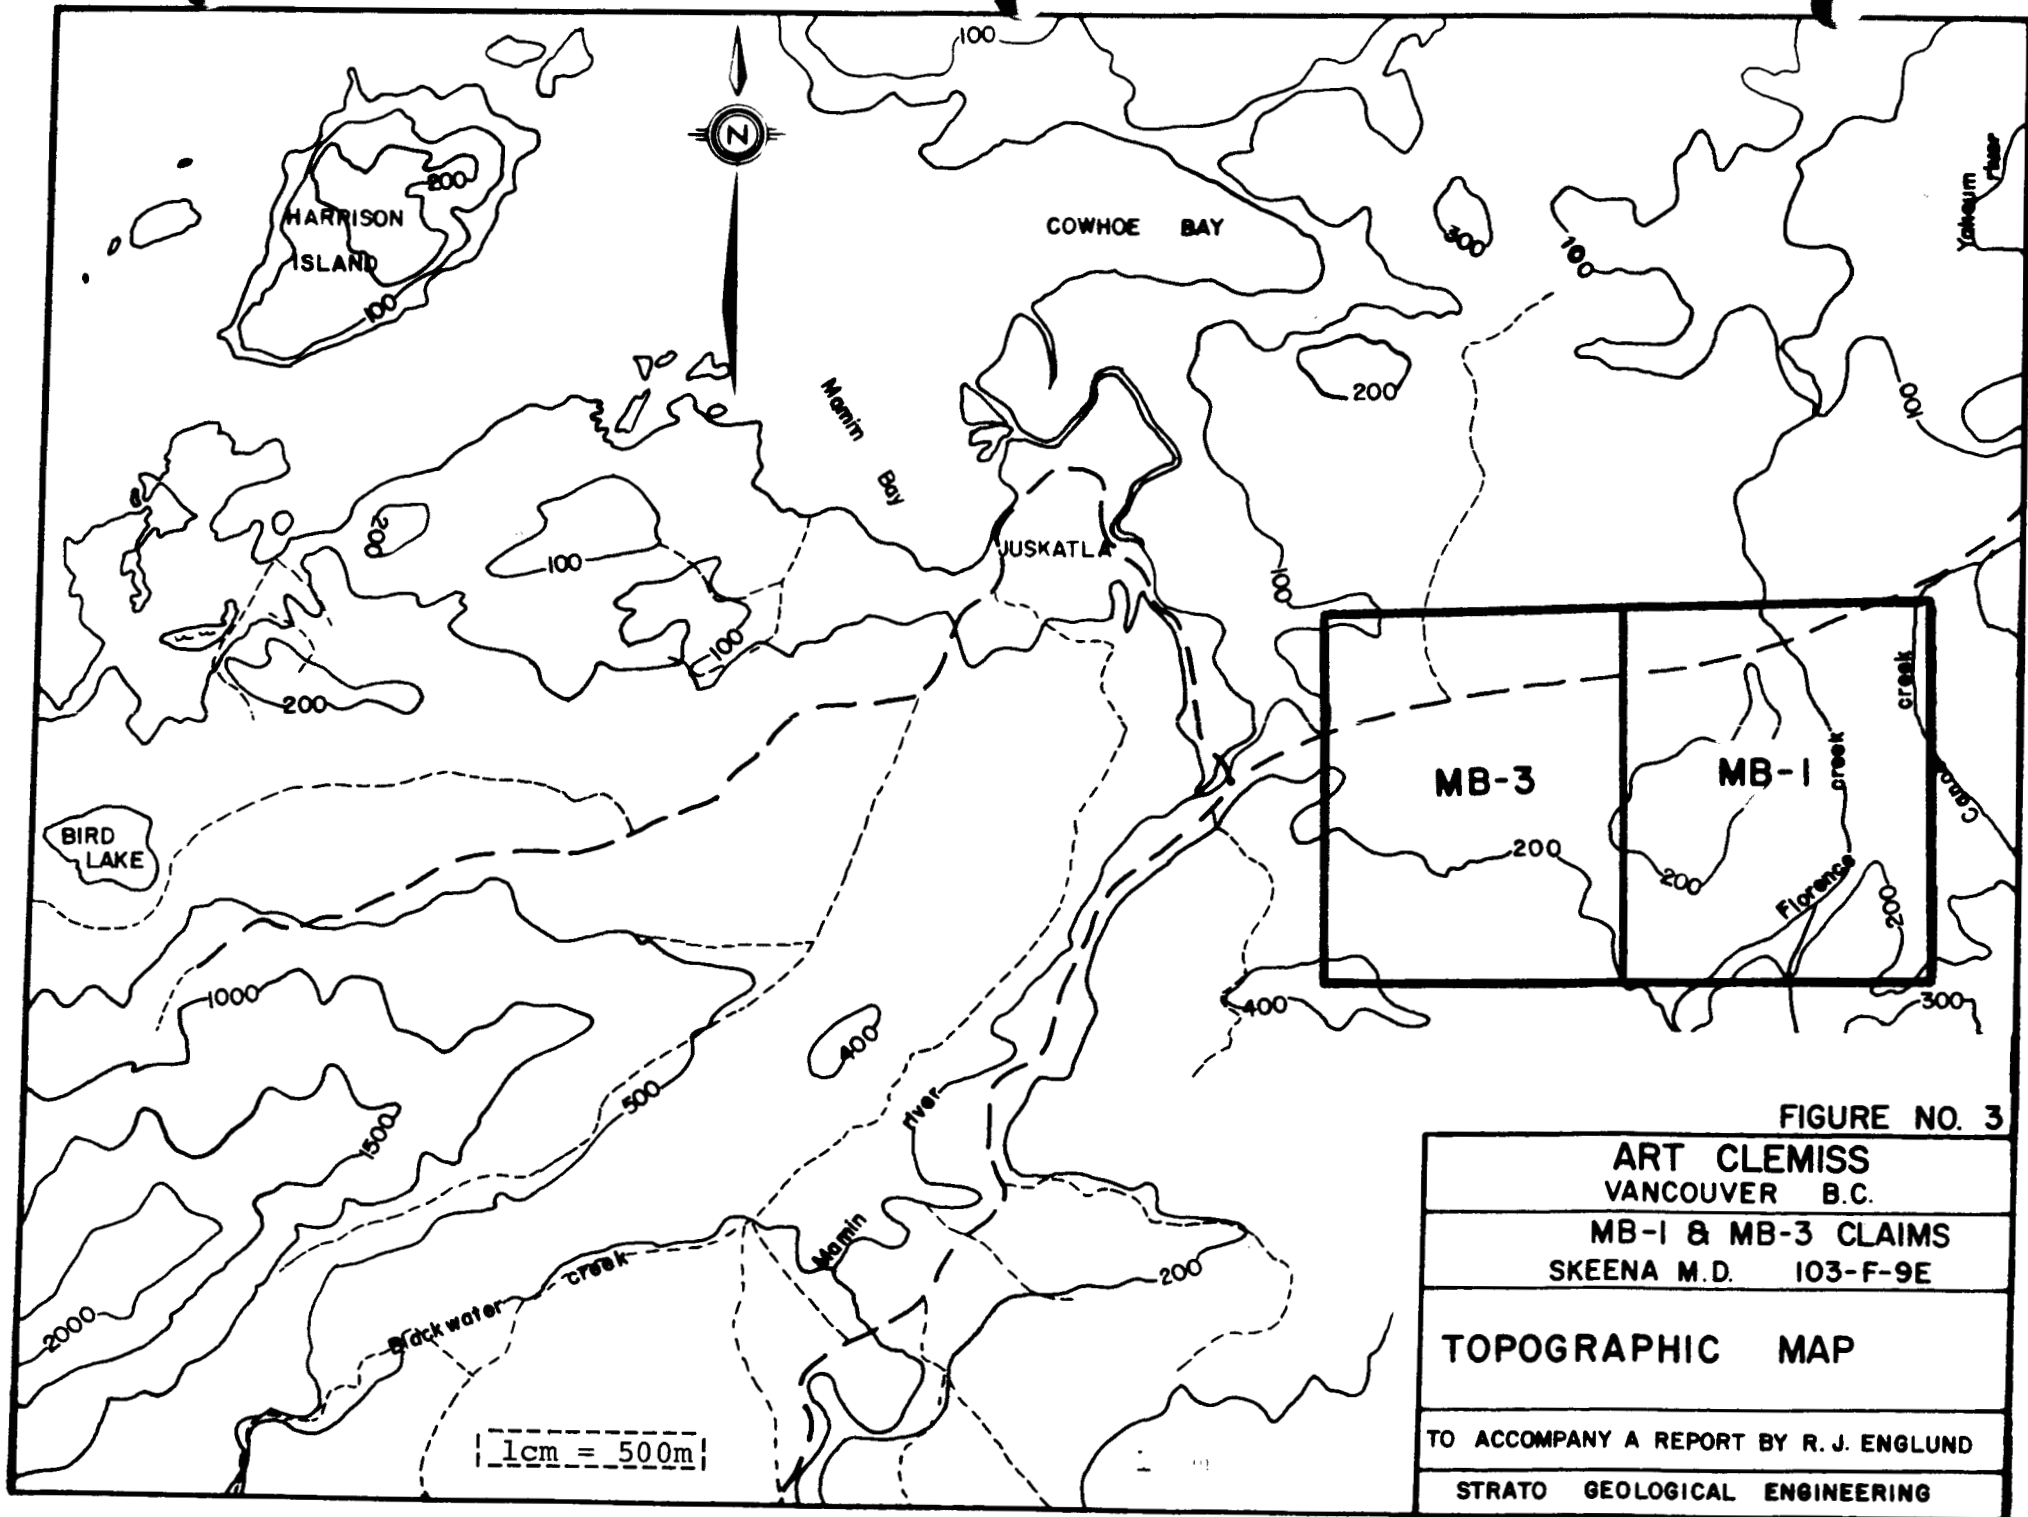 100
N
200
HARRISON
ISLAND
100
COWHOE BAY
300
100
Yakoum
river
200
100
Mamin
Bay
200
100
JUSKATLA
100
100
200
creek
MB-3
MB-1
creek
Cano
BIRD
LAKE
200
200
Florence
200
1000
400
300
400
500
river
1500
FIGURE NO. 3
ART CLEMISS
VANCOUVER B.C.
MB-1 & MB-3 CLAIMS
SKEENA M.D. 103-F-9E
Mamin
creek
200
Blackwater
2000
TOPOGRAPHIC MAP
1cm = 500m
TO ACCOMPANY A REPORT BY R. J. ENGLUND
STRATO GEOLOGICAL ENGINEERING